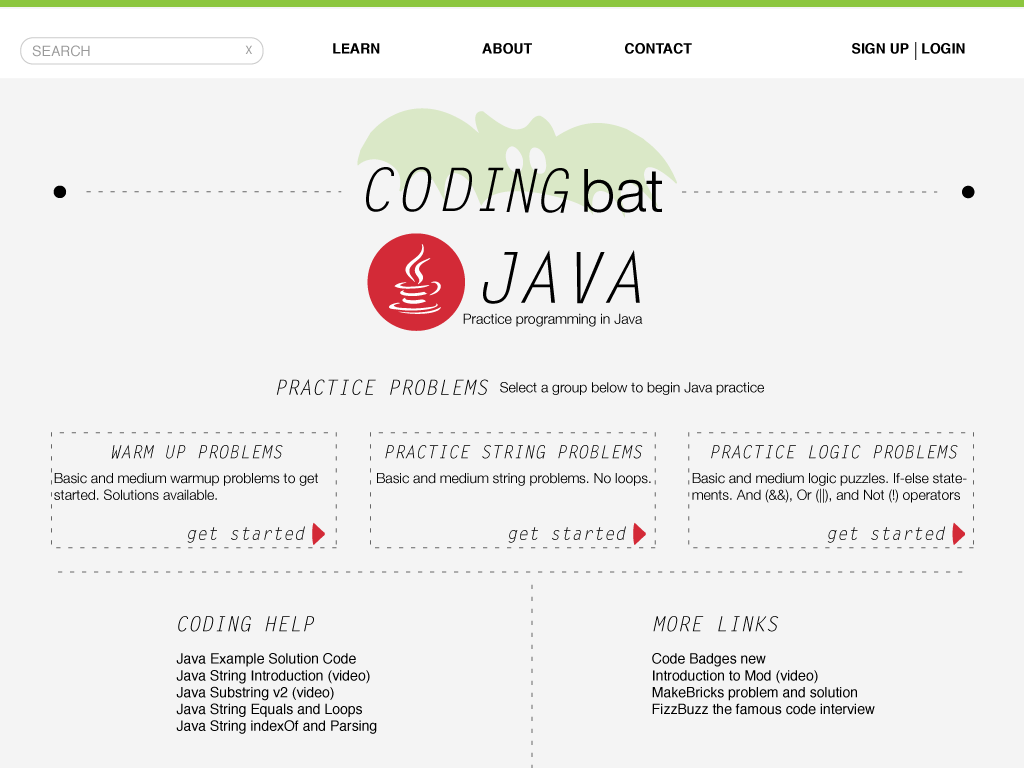 SEARCH X LEARN ABOUT CONTACT SIGN UP | LOGIN
CODING bat
JAVA
Practice programming in Java
PRACTICE PROBLEMS Select a group below to begin Java practice
WARM UP PROBLEMS
Basic and medium warmup problems to get
started. Solutions available.
get started
PRACTICE STRING PROBLEMS
Basic and medium string problems. No loops.
get started
PRACTICE LOGIC PROBLEMS
Basic and medium logic puzzles. If-else state-
ments. And (&&), Or (||), and Not (!) operators
get started
CODING HELP
Java Example Solution Code
Java String Introduction (video)
Java Substring v2 (video)
Java String Equals and Loops
Java String indexOf and Parsing
MORE LINKS
Code Badges new
Introduction to Mod (video)
MakeBricks problem and solution
FizzBuzz the famous code interview